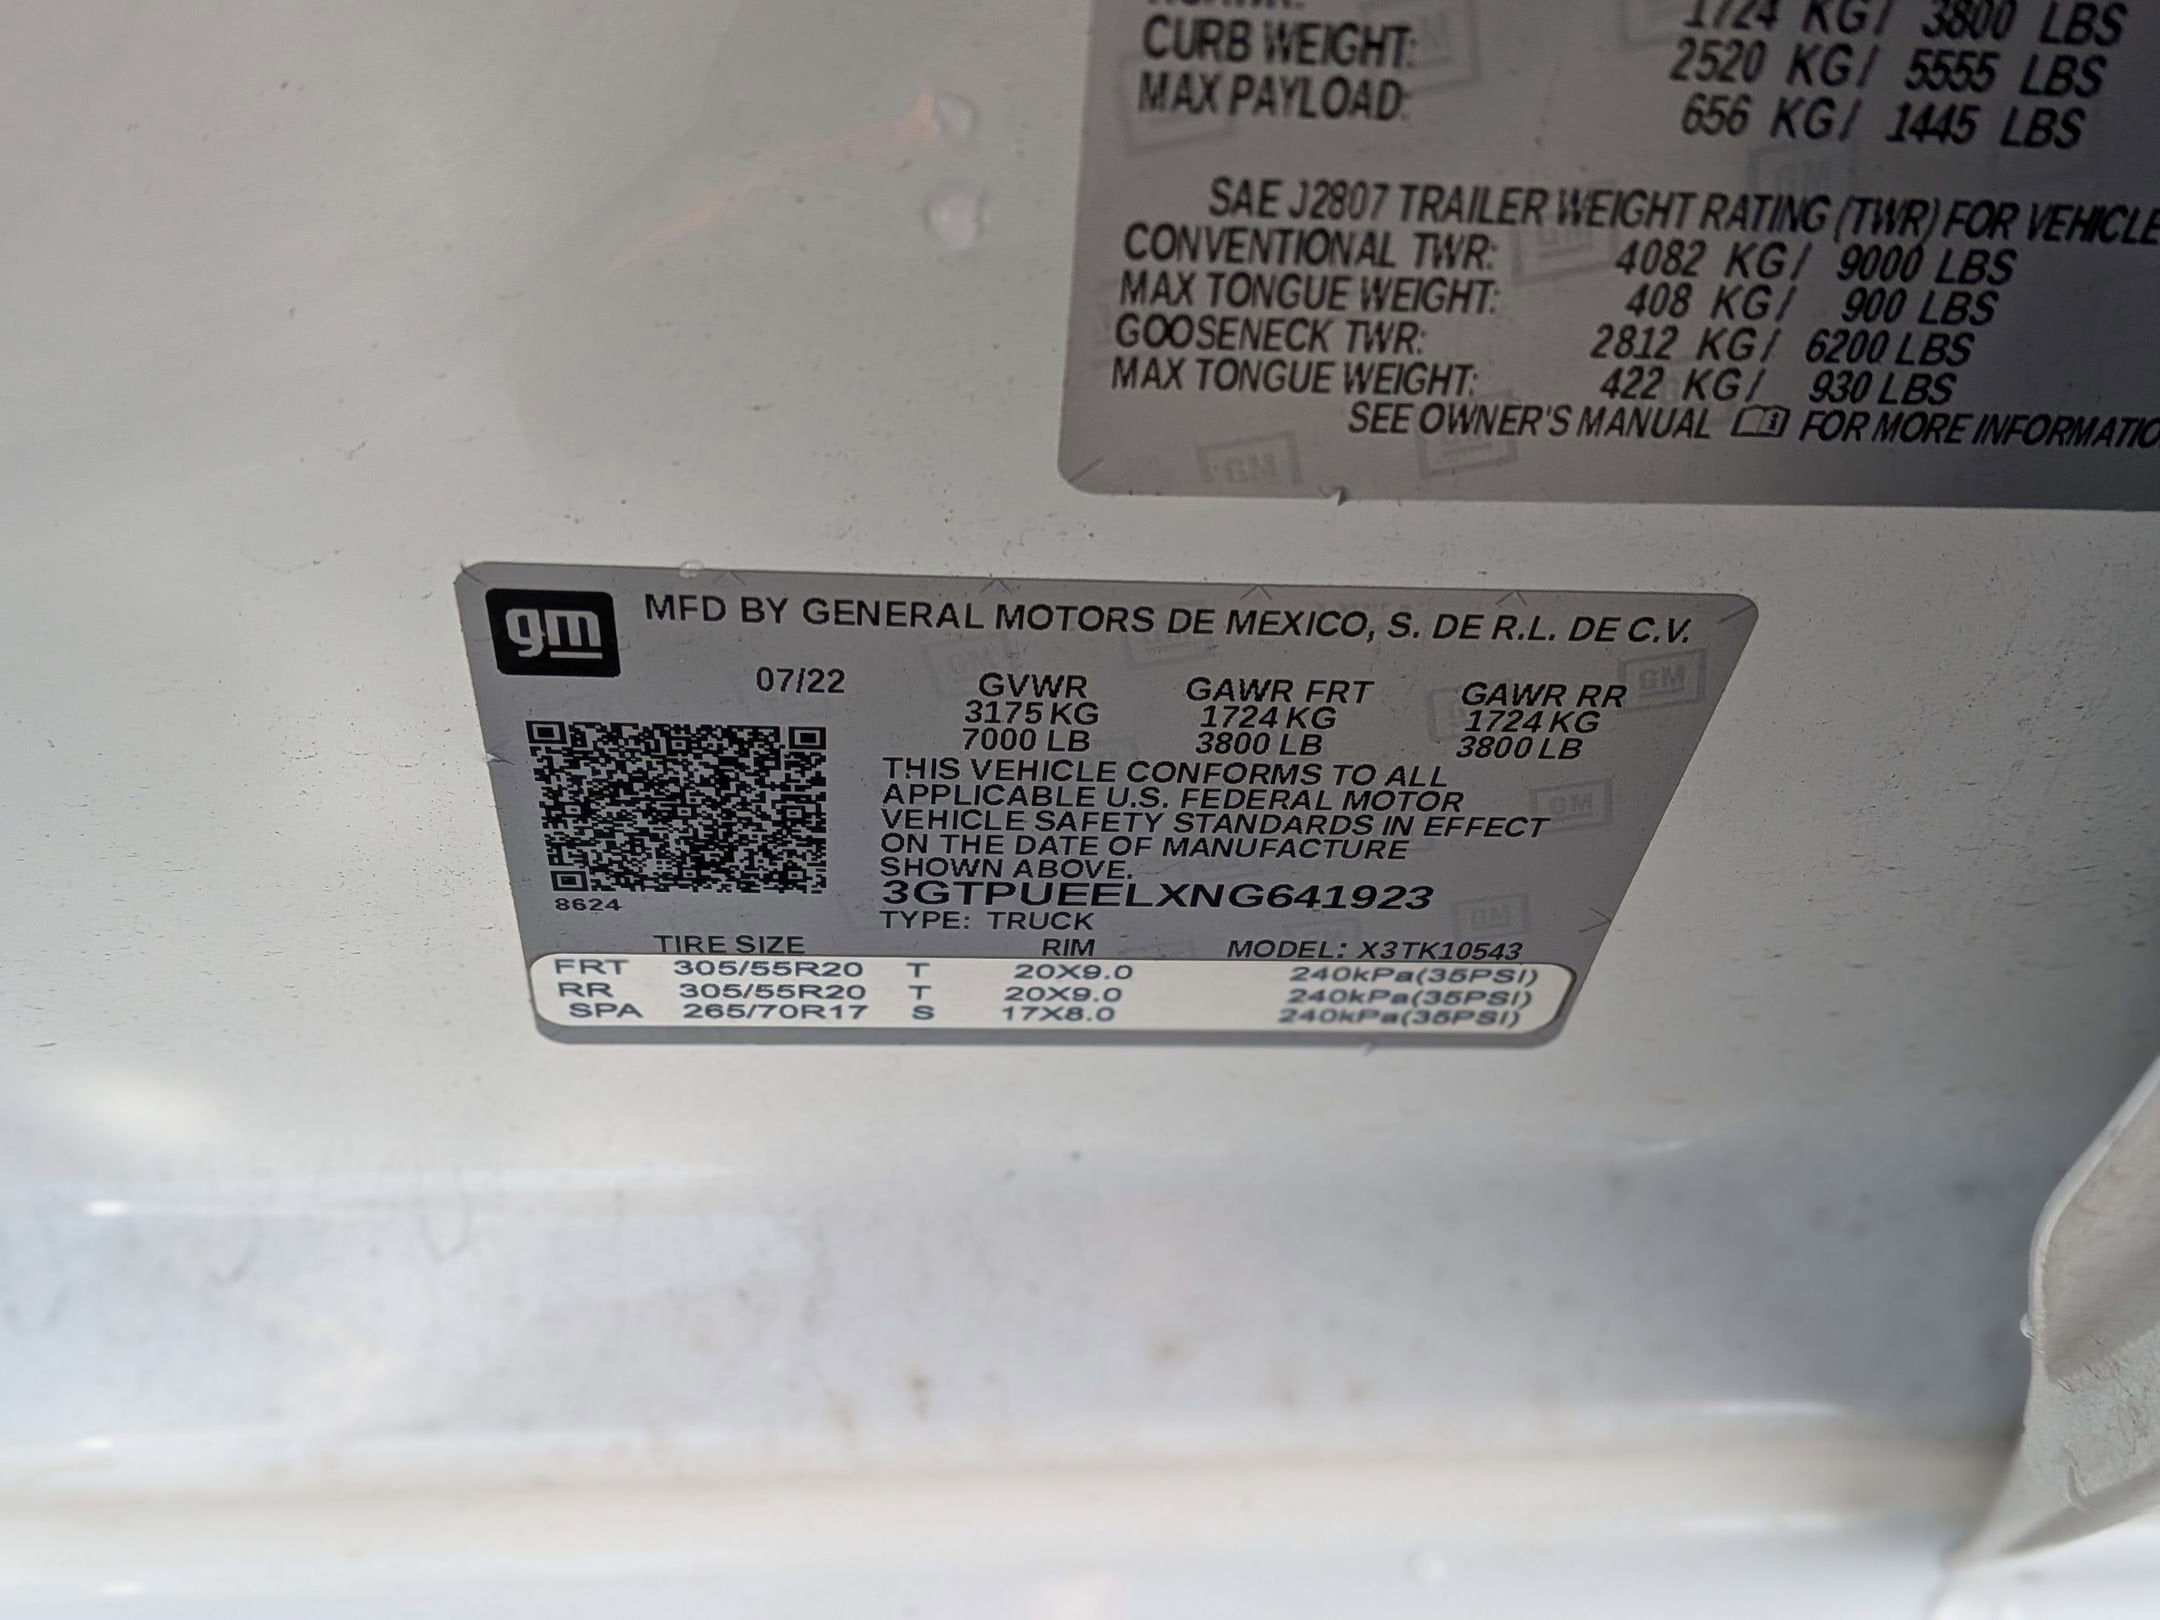 1724 KG/ 3800 LBS
CURB WEIGHT: 2520 KG/ 5555 LBS
MAX PAYLOAD: 656 KG/ 1445 LBS
SAE J2807 TRAILER WEIGHT RATING (TWR) FOR VEHICLE
CONVENTIONAL TWR: 4082 KG/ 9000 LBS
MAX TONGUE WEIGHT: 408 KG/ 900 LBS
GOOSENECK TWR: 2812 KG/ 6200 LBS
MAX TONGUE WEIGHT: 422 KG/ 930 LBS
SEE OWNER'S MANUAL FOR MORE INFORMATIO
gm MFD BY GENERAL MOTORS DE MEXICO, S. DE R.L. DE C.V.
07/22 GVWR GAWR FRT GAWR RR
3175 KG 1724 KG 1724 KG
7000 LB 3800 LB 3800 LB
THIS VEHICLE CONFORMS TO ALL
APPLICABLE U.S. FEDERAL MOTOR
VEHICLE SAFETY STANDARDS IN EFFECT
ON THE DATE OF MANUFACTURE
SHOWN ABOVE.
3GTPUEELXNG641923
8624
TYPE: TRUCK
TIRE SIZE RIM MODEL: X3TK10543
FRT 305/55R20 T 20X9.0 240kPa(35PSI)
RR 305/55R20 T 20X9.0 240kPa(35PSI)
SPA 265/70R17 S 17X8.0 240kPa(35PSI)